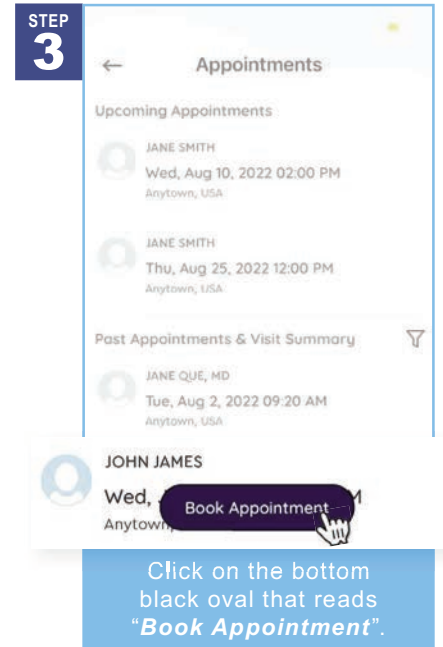 STEP
3
Appointments
Upcoming Appointments
JANE SMITH
Wed, Aug 10, 2022 02:00 PM
Anytown, USA
JANE SMITH
Thu, Aug 25, 2022 12:00 PM
Anytown, USA
Past Appointments & Visit Summary
JANE QUE, MD
Tue, Aug 2, 2022 09:20 AM
Anytown, USA
JOHN JAMES
Wed,
Book Appointment
Click on the bottom
black oval that reads
“Book Appointment”.